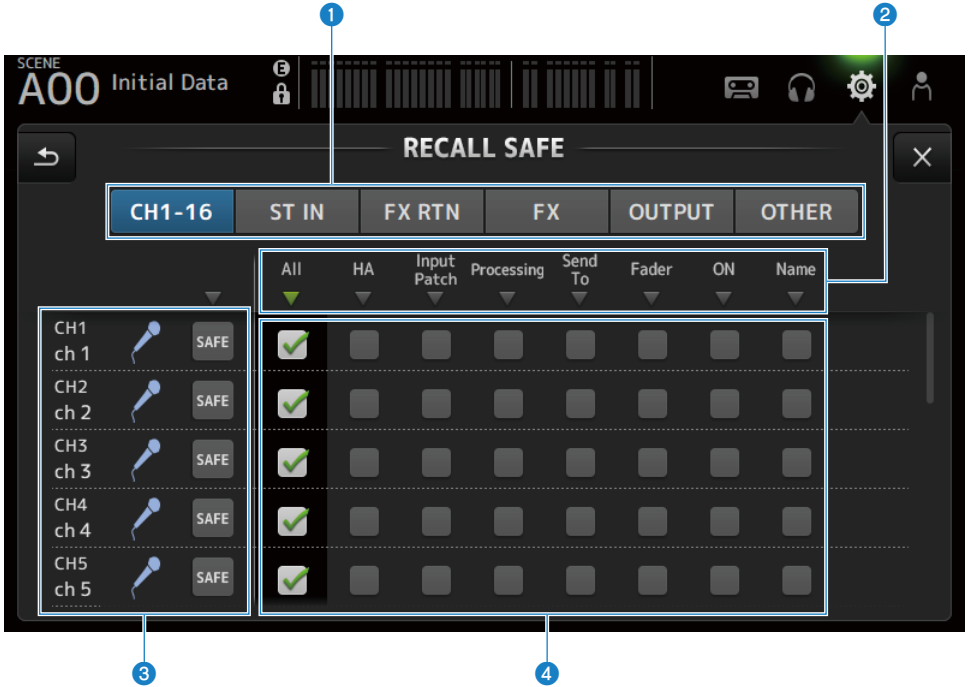 1 2
SCENE
A00 Initial Data E
RECALL SAFE
CH1-16 ST IN FX RTN FX OUTPUT OTHER
All HA Input Patch Processing Send To Fader ON Name
CH1
ch 1 SAFE
CH2
ch 2 SAFE
CH3
ch 3 SAFE
CH4
ch 4 SAFE
CH5
ch 5 SAFE
3 4